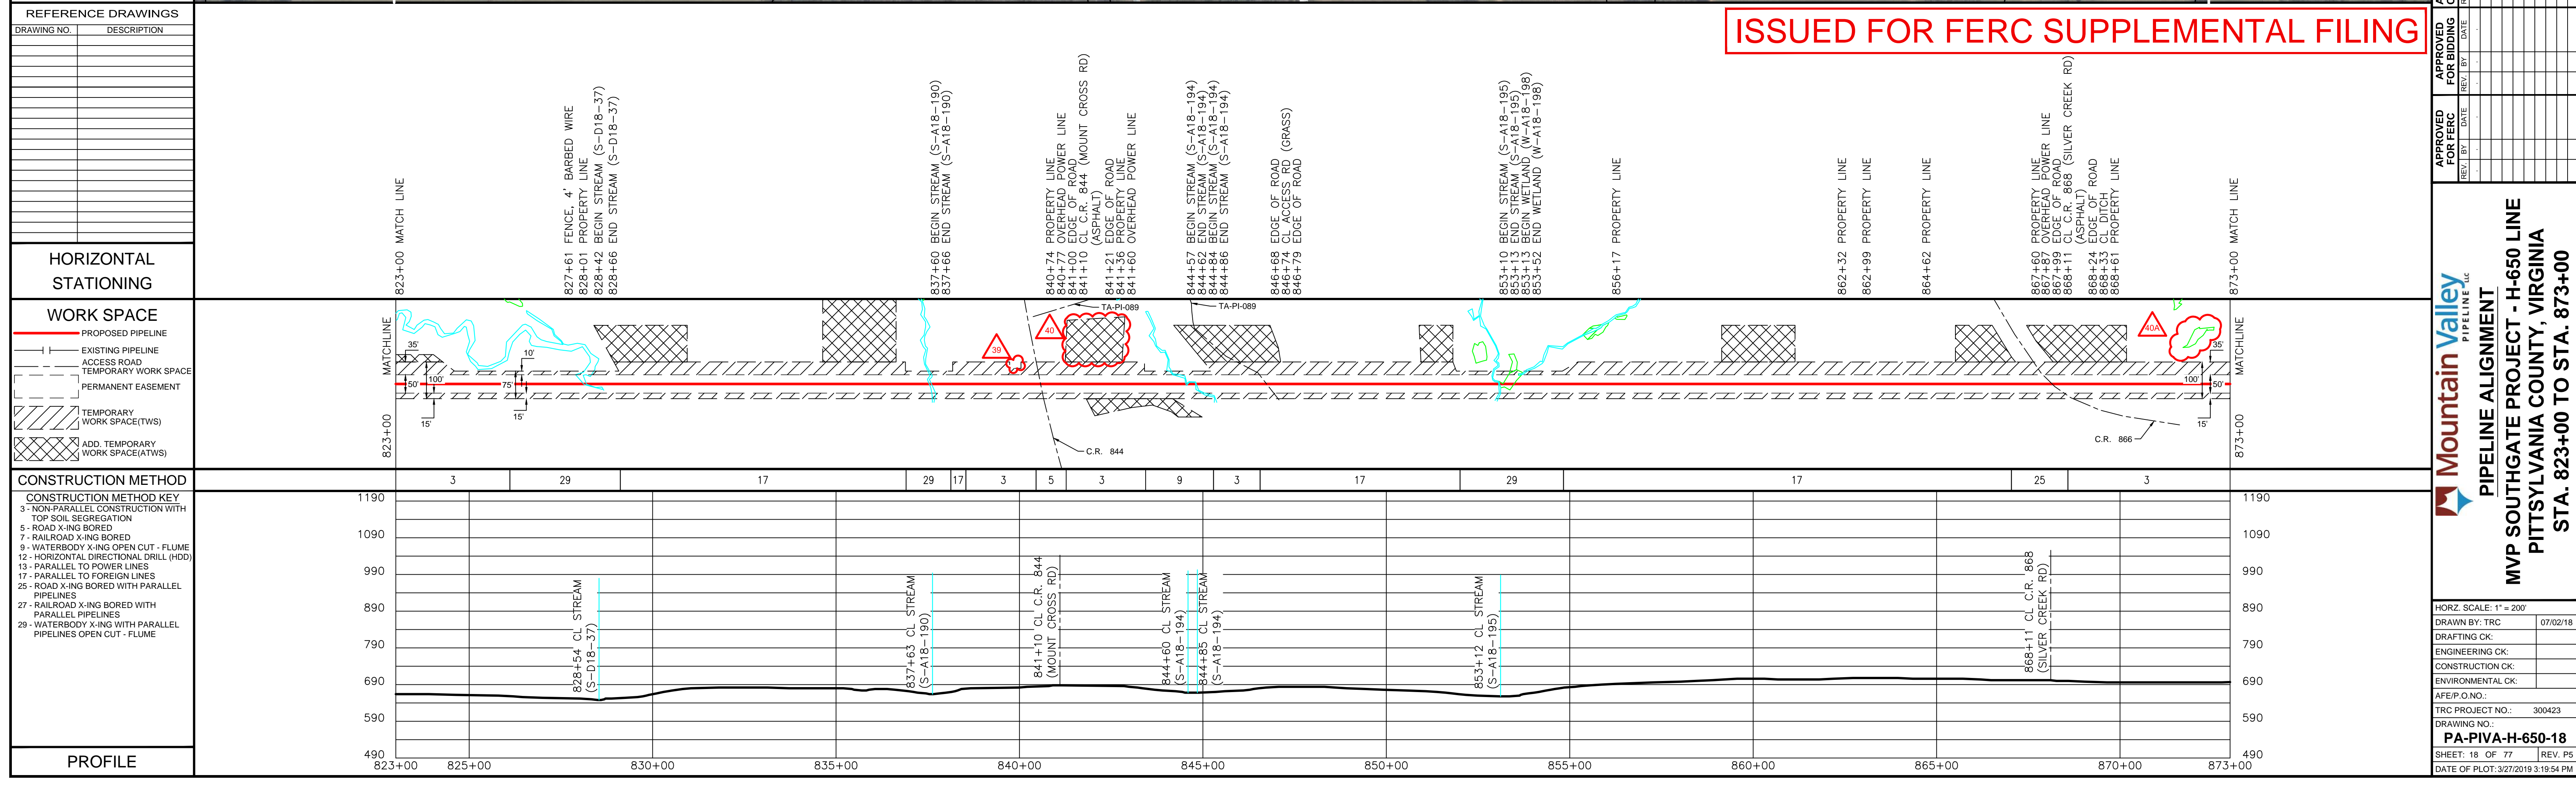 REFERENCE DRAWINGS
DRAWING NO. DESCRIPTION
ISSUED FOR FERC SUPPLEMENTAL FILING
HORIZONTAL
STATIONING
823+00 MATCH LINE
827+61 FENCE, 4' BARBED WIRE
828+01 PROPERTY LINE
828+42 BEGIN STREAM (S-D18-37)
828+66 END STREAM (S-D18-37)
837+60 BEGIN STREAM (S-A18-190)
837+66 END STREAM (S-A18-190)
840+74 PROPERTY LINE
840+77 OVERHEAD POWER LINE
841+00 EDGE OF ROAD
841+10 CL C.R. 844 (MOUNT CROSS RD)
(ASPHALT)
841+21 EDGE OF ROAD
841+36 PROPERTY LINE
841+60 OVERHEAD POWER LINE
844+57 BEGIN STREAM (S-A18-194)
844+62 END STREAM (S-A18-194)
844+84 BEGIN STREAM (S-A18-194)
844+86 END STREAM (S-A18-194)
846+68 EDGE OF ROAD
846+74 CL ACCESS RD (GRASS)
846+79 EDGE OF ROAD
853+10 BEGIN STREAM (S-A18-195)
853+13 END STREAM (S-A18-195)
853+13 BEGIN WETLAND (W-A18-198)
853+52 END WETLAND (W-A18-198)
856+17 PROPERTY LINE
862+32 PROPERTY LINE
862+99 PROPERTY LINE
864+62 PROPERTY LINE
867+60 PROPERTY LINE
867+87 OVERHEAD POWER LINE
867+99 EDGE OF ROAD
868+11 CL C.R. 868 (SILVER CREEK RD)
(ASPHALT)
868+24 EDGE OF ROAD
868+33 CL DITCH
868+61 PROPERTY LINE
873+00 MATCH LINE
WORK SPACE
PROPOSED PIPELINE
EXISTING PIPELINE
ACCESS ROAD
TEMPORARY WORK SPACE
PERMANENT EASEMENT
TEMPORARY
WORK SPACE(TWS)
ADD. TEMPORARY
WORK SPACE(ATWS)
MATCHLINE
823+00
35'
50'
100'
15'
75'
10'
15'
39
40
TA-PI-089
TA-PI-089
C.R. 844
C.R. 866
40A
35'
100'
50'
15'
MATCHLINE
873+00
CONSTRUCTION METHOD
3 29 17 29 17 3 5 3 9 3 17 29 17 25 3
CONSTRUCTION METHOD KEY
3 - NON-PARALLEL CONSTRUCTION WITH
TOP SOIL SEGREGATION
5 - ROAD X-ING BORED
7 - RAILROAD X-ING BORED
9 - WATERBODY X-ING OPEN CUT - FLUME
12 - HORIZONTAL DIRECTIONAL DRILL (HDD)
13 - PARALLEL TO POWER LINES
17 - PARALLEL TO FOREIGN LINES
25 - ROAD X-ING BORED WITH PARALLEL
PIPELINES
27 - RAILROAD X-ING BORED WITH
PARALLEL PIPELINES
29 - WATERBODY X-ING WITH PARALLEL
PIPELINES OPEN CUT - FLUME
PROFILE
1190 1190
1090 1090
990 990
890 890
790 790
690 690
590 590
490 490
828+54 CL STREAM
(S-D18-37)
837+63 CL STREAM
(S-A18-190)
841+10 CL C.R. 844
(MOUNT CROSS RD)
844+60 CL STREAM
(S-A18-194)
844+85 CL STREAM
(S-A18-194)
853+12 CL STREAM
(S-A18-195)
868+11 CL C.R. 868
(SILVER CREEK RD)
823+00 825+00 830+00 835+00 840+00 845+00 850+00 855+00 860+00 865+00 870+00 873+00
APPROVED
FOR BIDDING
REV. BY DATE
APPROVED
FOR FERC
REV. BY DATE
Mountain Valley
PIPELINE LLC
PIPELINE ALIGNMENT
MVP SOUTHGATE PROJECT - H-650 LINE
PITTSYLVANIA COUNTY, VIRGINIA
STA. 823+00 TO STA. 873+00
HORZ. SCALE: 1" = 200'
DRAWN BY: TRC 07/02/18
DRAFTING CK:
ENGINEERING CK:
CONSTRUCTION CK:
ENVIRONMENTAL CK:
AFE/P.O.NO.:
TRC PROJECT NO.: 300423
DRAWING NO.:
PA-PIVA-H-650-18
SHEET: 18 OF 77 REV. P5
DATE OF PLOT: 3/27/2019 3:19:54 PM